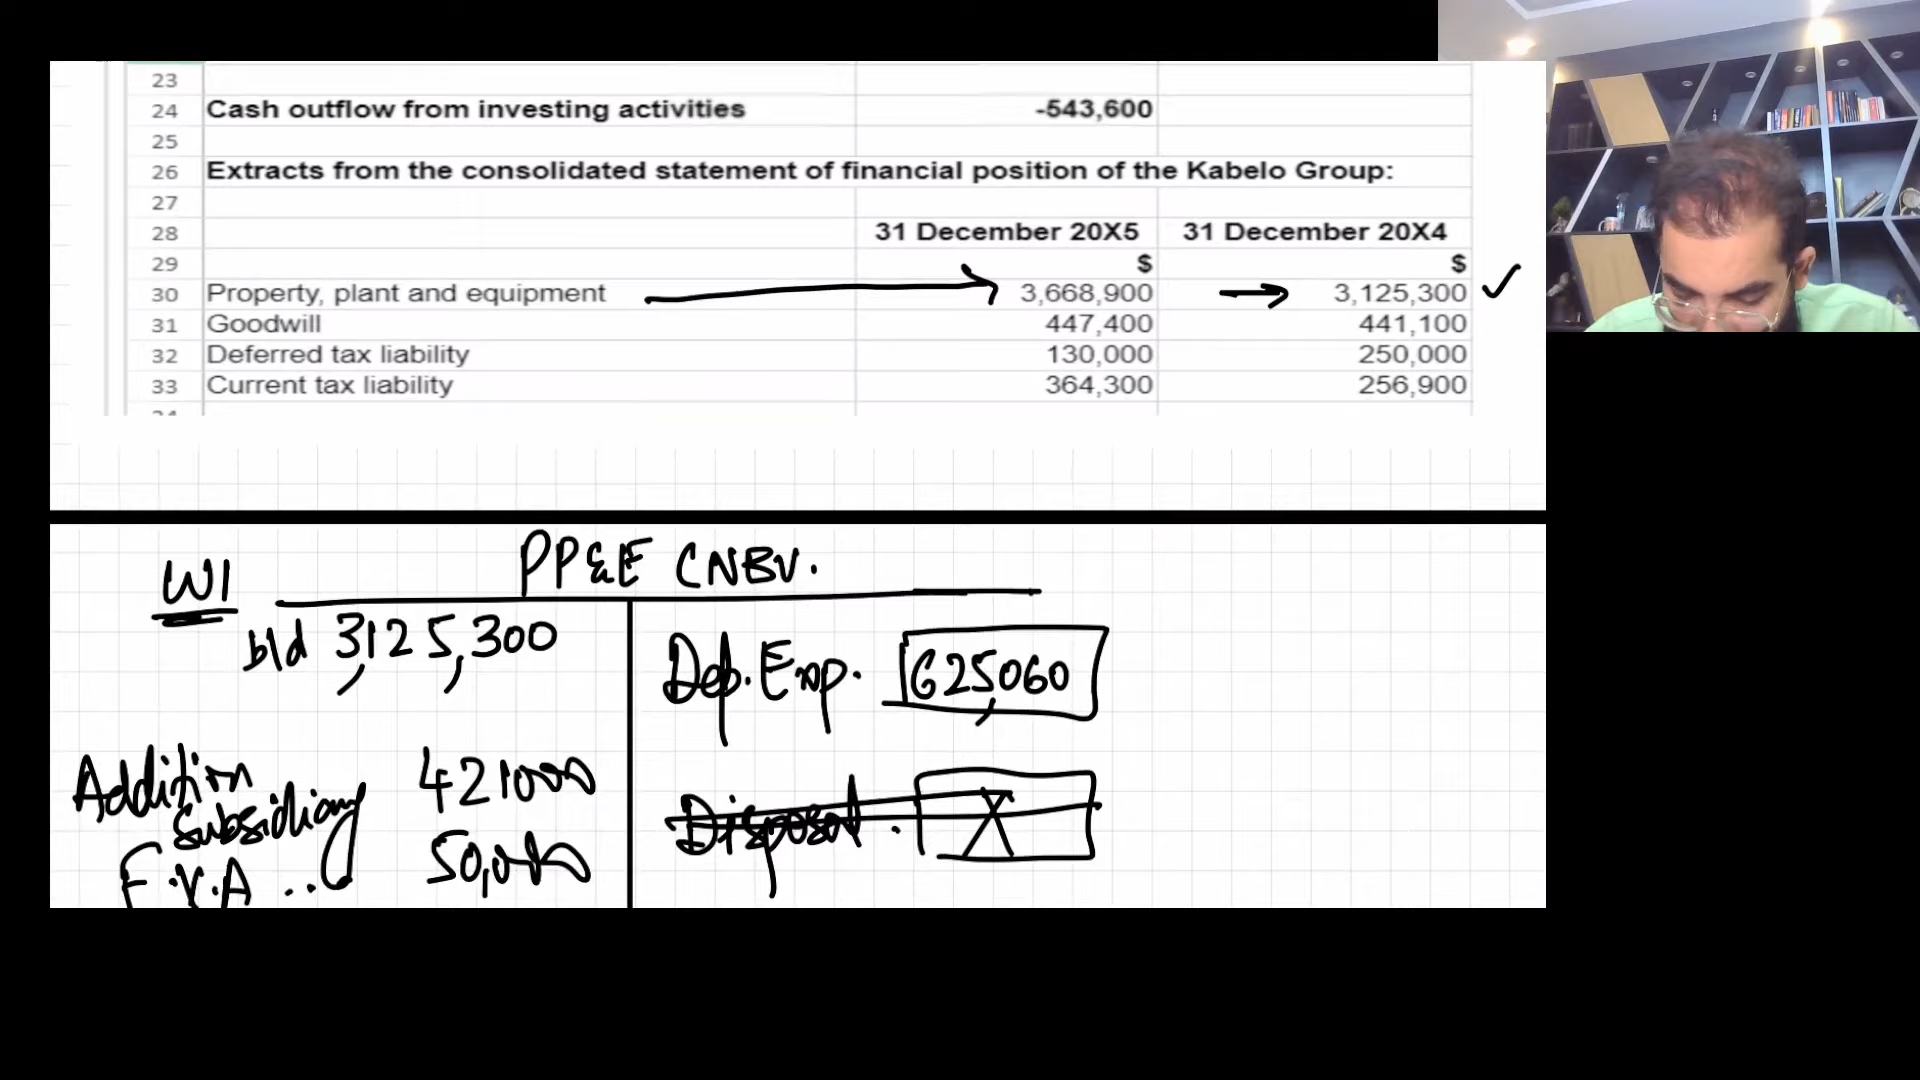 23
24 Cash outflow from investing activities -543,600
25
26 Extracts from the consolidated statement of financial position of the Kabelo Group:
27
28 31 December 20X5 31 December 20X4
29 $ $
30 Property, plant and equipment 3,668,900 3,125,300
31 Goodwill 447,400 441,100
32 Deferred tax liability 130,000 250,000
33 Current tax liability 364,300 256,900
W1 PP&E CNBV.
b/d 3,125,300 Dep. Exp. 625,060
Addition subsidiary 421000 Disposal. X
F.V.A ... 50,000